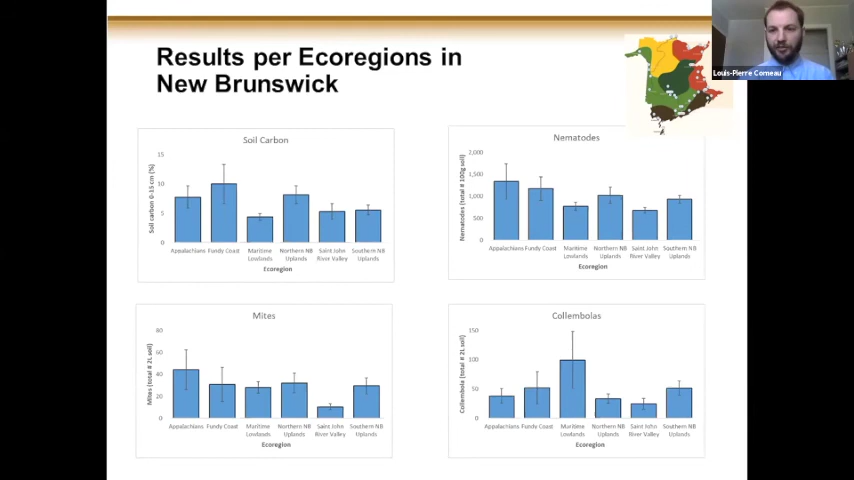 Results per Ecoregions in
New Brunswick
Louis-Pierre Comeau
Soil Carbon
Soil carbon 0-15 cm (%)
15
10
5
0
Appalachians Fundy Coast Maritime Lowlands Northern NB Uplands Saint John River Valley Southern NB Uplands
Ecoregion
Nematodes
Nematodes (total # 100g soil)
2,000
1,500
1,000
500
0
Appalachians Fundy Coast Maritime Lowlands Northern NB Uplands Saint John River Valley Southern NB Uplands
Ecoregion
Mites
Mites (total # 2L soil)
80
60
40
20
0
Appalachians Fundy Coast Maritime Lowlands Northern NB Uplands Saint John River Valley Southern NB Uplands
Ecoregion
Collembolas
Collembola (total # 2L soil)
150
100
50
0
Appalachians Fundy Coast Maritime Lowlands Northern NB Uplands Saint John River Valley Southern NB Uplands
Ecoregion